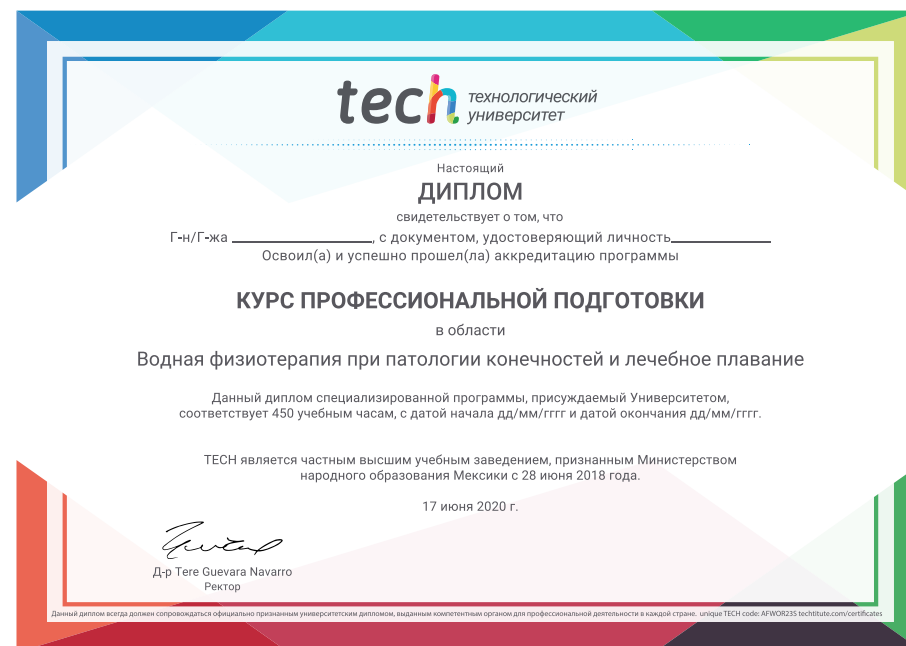 tech технологический
университет
Настоящий
ДИПЛОМ
свидетельствует о том, что
Г-н/Г-жа ____________________, с документом, удостоверяющий личность______________
Освоил(а) и успешно прошел(ла) аккредитацию программы
КУРС ПРОФЕССИОНАЛЬНОЙ ПОДГОТОВКИ
в области
Водная физиотерапия при патологии конечностей и лечебное плавание
Данный диплом специализированной программы, присуждаемый Университетом,
соответствует 450 учебным часам, с датой начала дд/мм/гггг и датой окончания дд/мм/гггг.
TECH является частным высшим учебным заведением, признанным Министерством
народного образования Мексики с 28 июня 2018 года.
17 июня 2020 г.
Д-р Tere Guevara Navarro
Ректор
Данный диплом всегда должен сопровождаться официально признанным университетским дипломом, выданным компетентным органом для профессиональной деятельности в каждой стране. unique TECH code: AFWOR23S techtitute.com/certificates